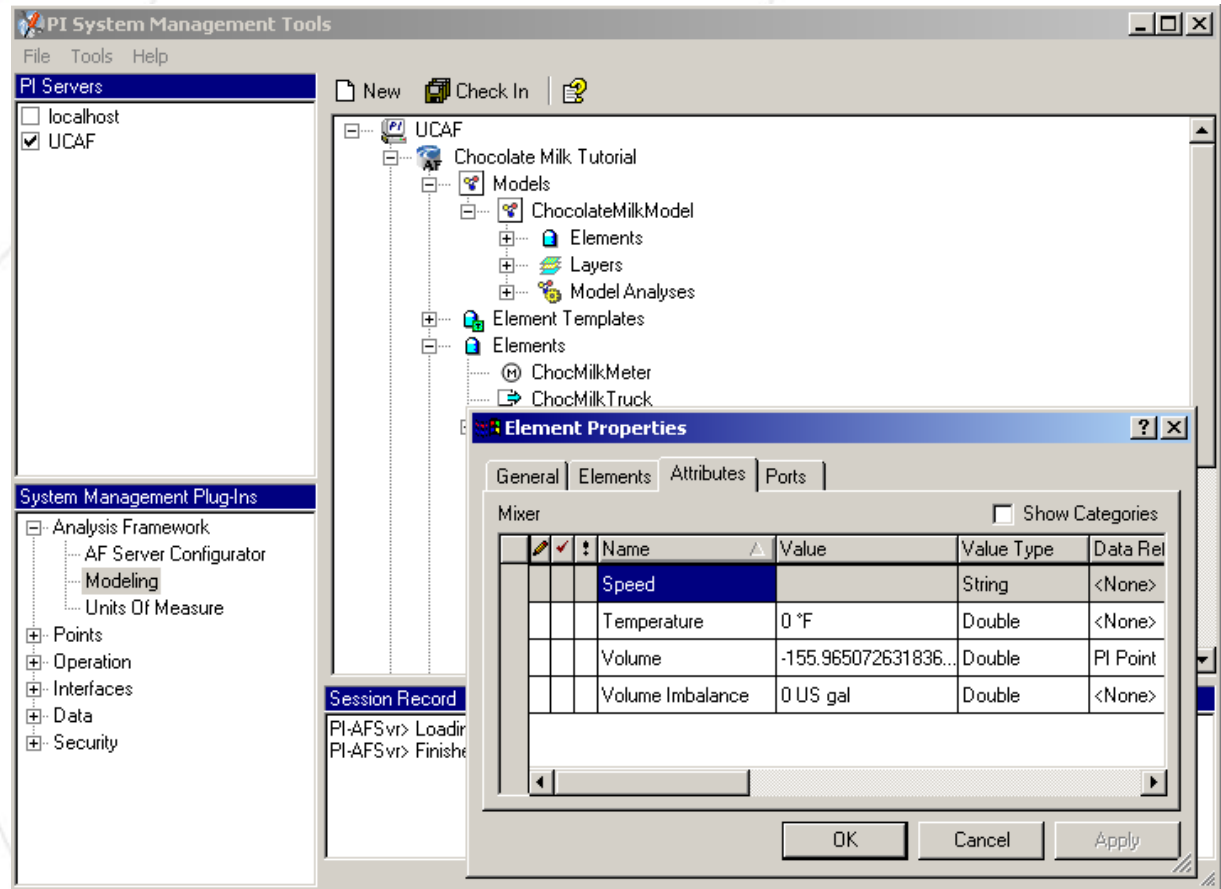 PI System Management Tools
File Tools Help
PI Servers
localhost
UCAF
New Check In
UCAF
Chocolate Milk Tutorial
Models
ChocolateMilkModel
Elements
Layers
Model Analyses
Element Templates
Elements
ChocMilkMeter
ChocMilkTruck
System Management Plug-Ins
Analysis Framework
AF Server Configurator
Modeling
Units Of Measure
Points
Operation
Interfaces
Data
Security
Session Record
PI-AFSvr> Loadin
PI-AFSvr> Finishe
Element Properties
General Elements Attributes Ports
Mixer Show Categories
Name Value Value Type Data Rel
Speed String <None>
Temperature 0 °F Double <None>
Volume -155.965072631836... Double PI Point
Volume Imbalance 0 US gal Double <None>
OK Cancel Apply